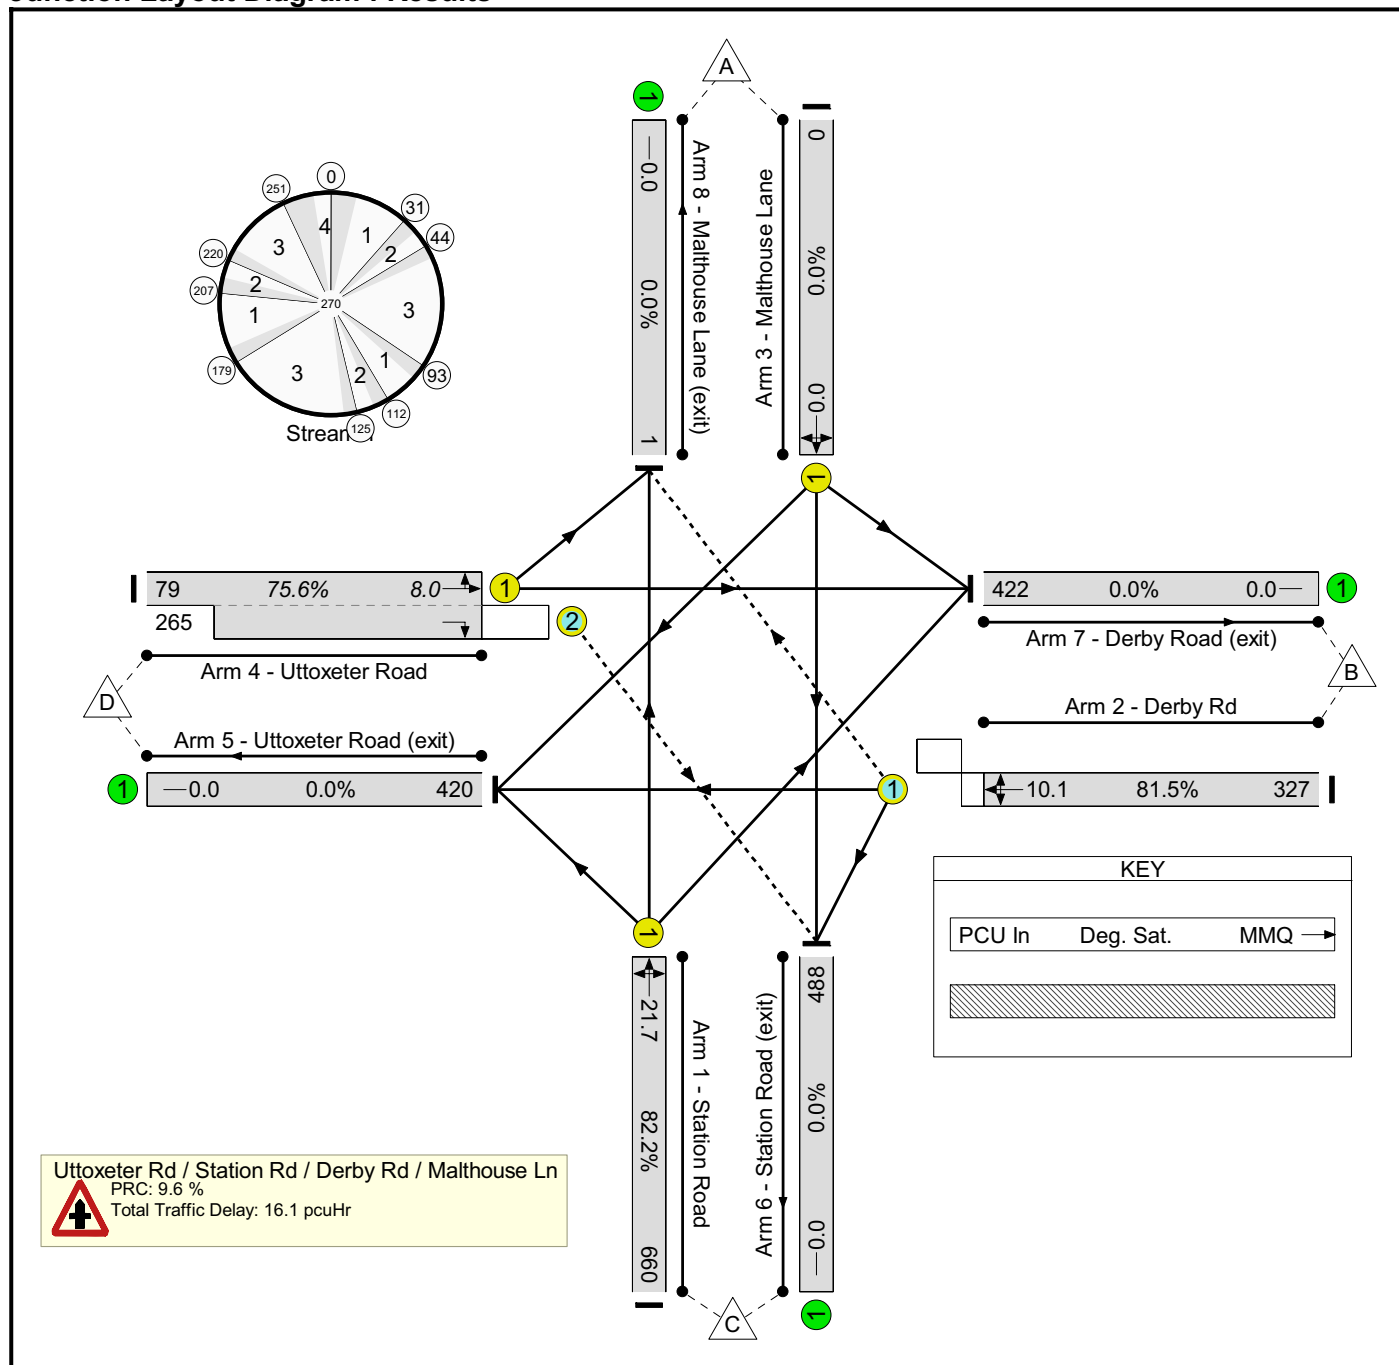 Junction Layout Diagram : Results
A
1
0.0
0.0%
1
Arm 8 - Malthouse Lane (exit)
Arm 3 - Malthouse Lane
0
0.0%
0.0
1
0
31
44
93
112
125
179
207
220
251
270
1
2
3
1
2
3
1
2
3
4
79 75.6% 8.0
1
265
2
Arm 4 - Uttoxeter Road
D
Arm 5 - Uttoxeter Road (exit)
1
0.0 0.0% 420
422 0.0% 0.0
1
Arm 7 - Derby Road (exit)
B
Arm 2 - Derby Rd
1
10.1 81.5% 327
KEY
PCU In Deg. Sat. MMQ
1
21.7
82.2%
660
Arm 1 - Station Road
Arm 6 - Station Road (exit)
488
0.0%
0.0
1
C
Uttoxeter Rd / Station Rd / Derby Rd / Malthouse Ln
PRC: 9.6 %
Total Traffic Delay: 16.1 pcuHr